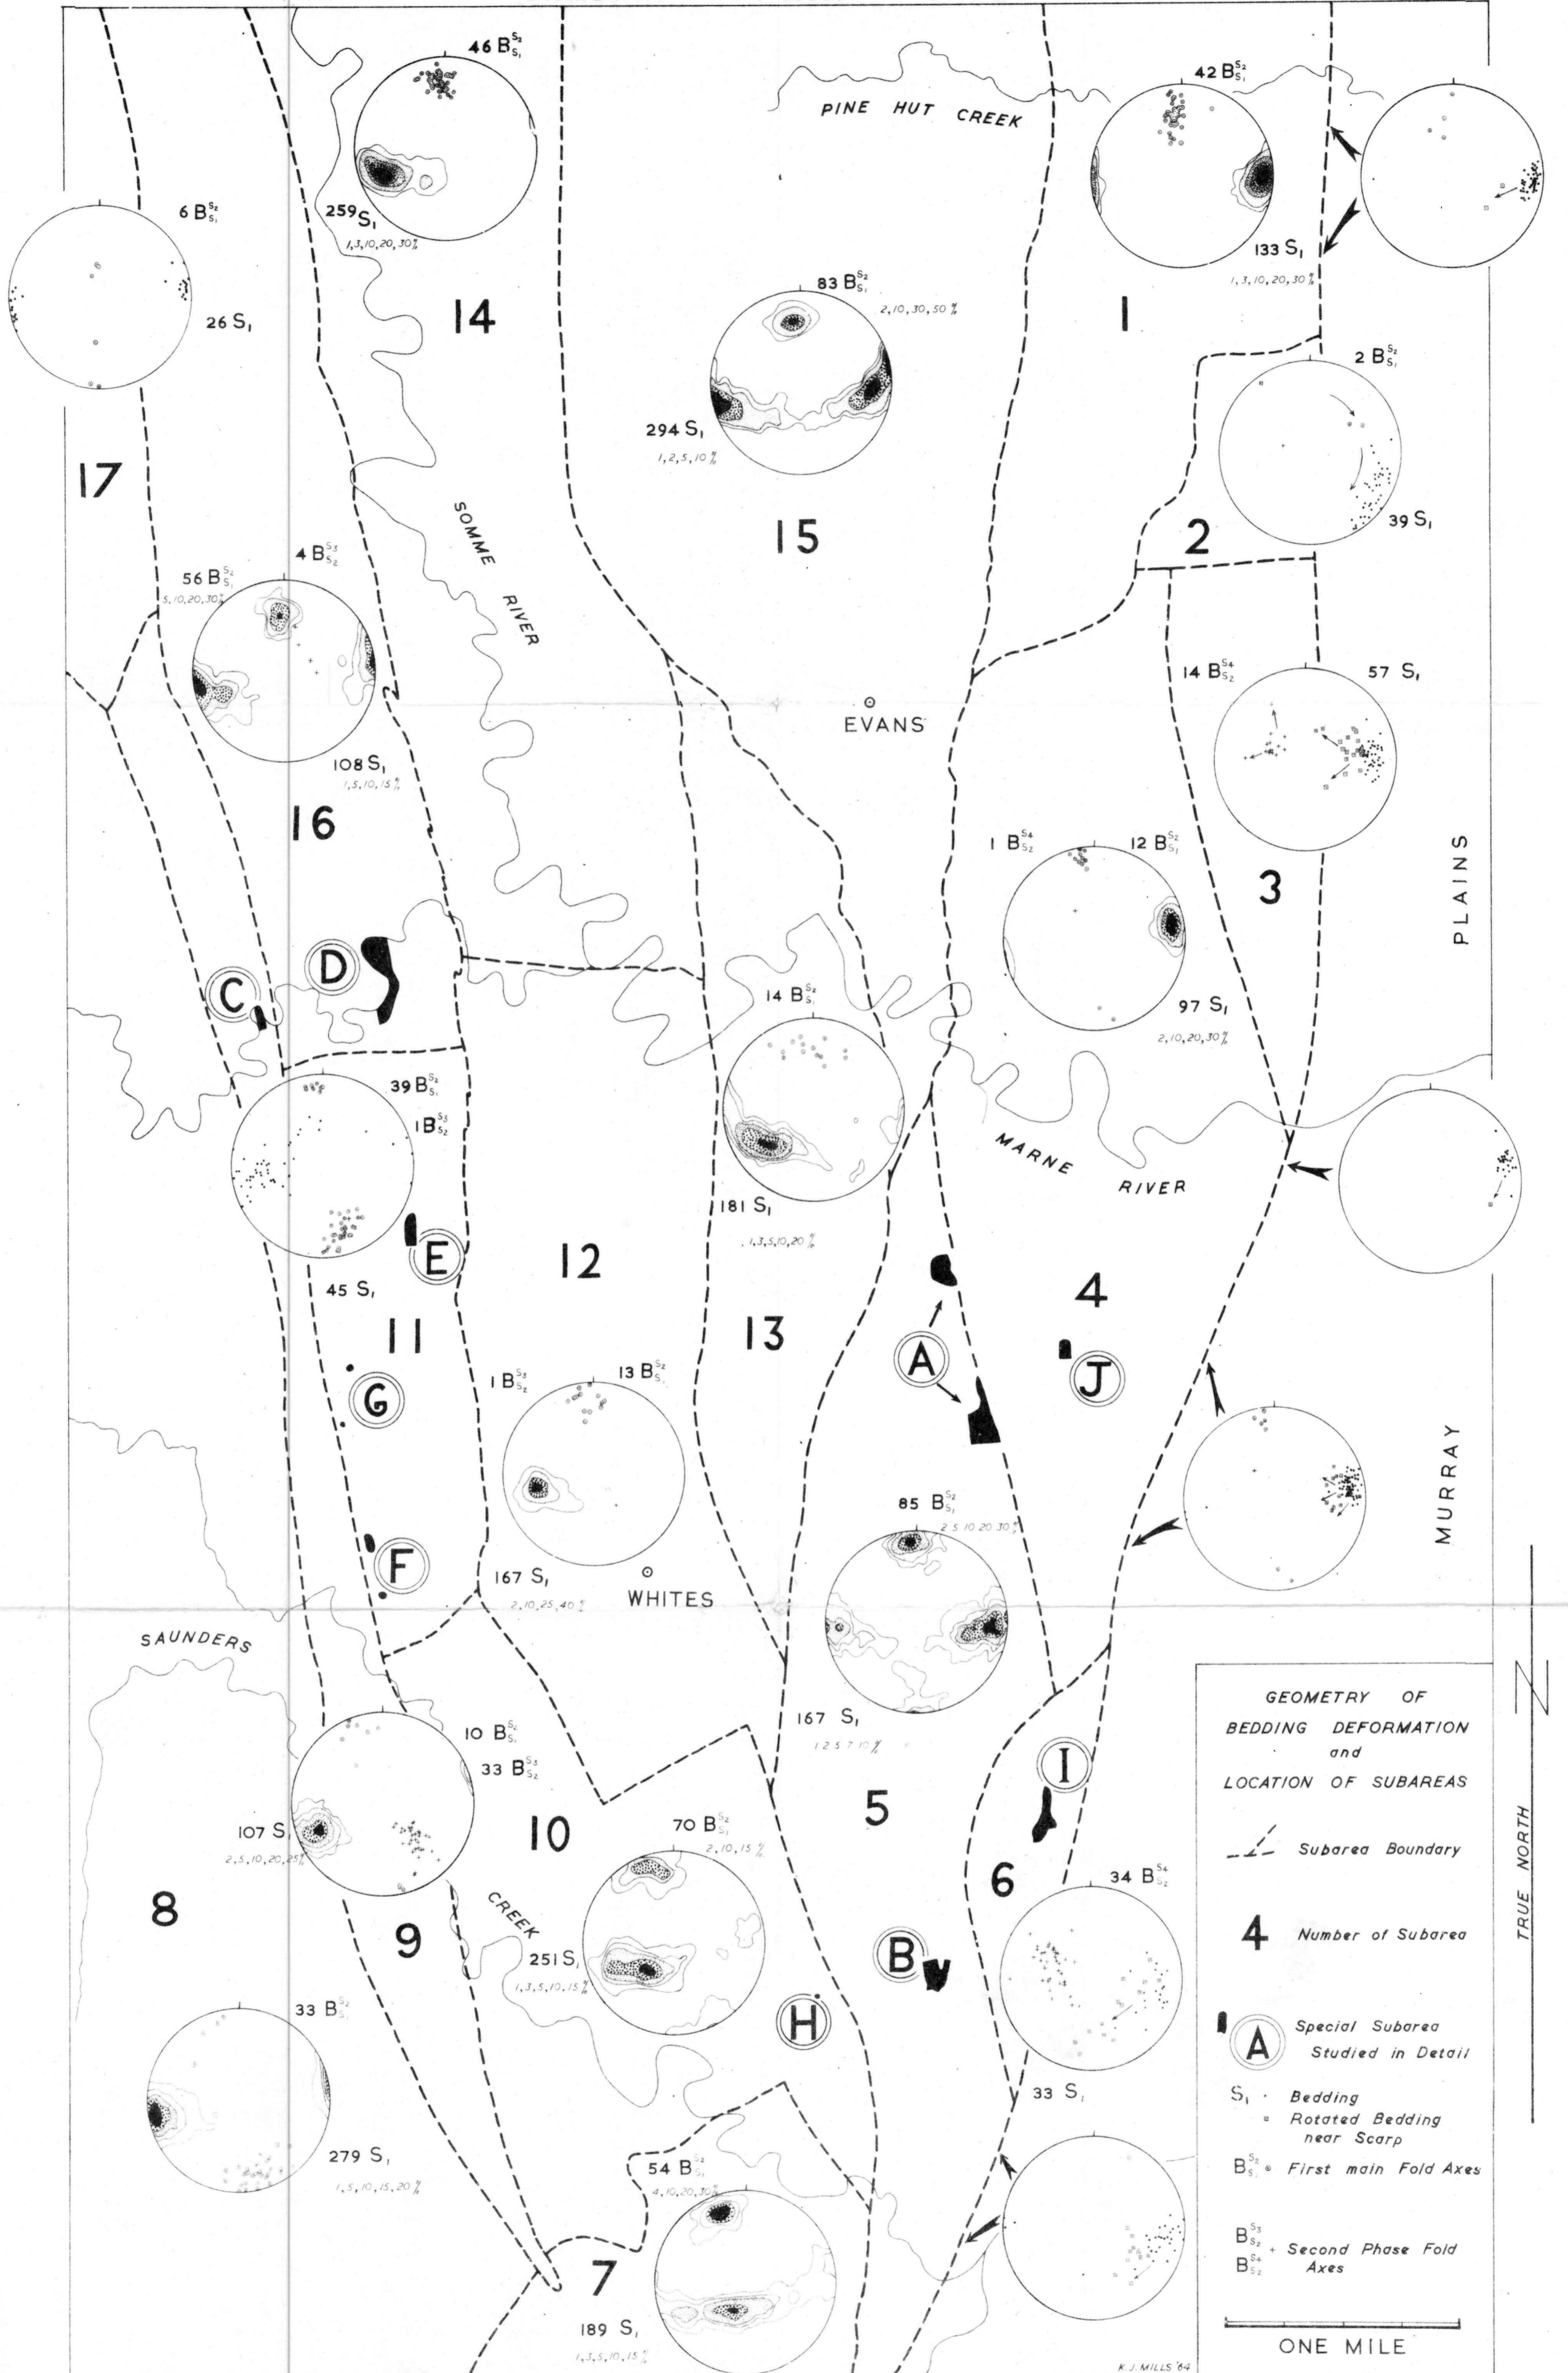 46 B S₂ S₁
259 S₁
1,3,10,20,30%
PINE HUT CREEK
42 B S₂ S₁
133 S₁
1,3,10,20,30%
6 B S₂ S₁
26 S₁
14
83 B S₂ S₁
2,10,30,50 %
294 S₁
1,2,5,10 %
1
2 B S₂ S₁
39 S₁
17
15
2
SOMME RIVER
4 B S₃ S₂
56 B S₂ S₁
5,10,20,30%
108 S₁
1,5,10,15%
16
EVANS
14 B S₄ S₂
57 S₁
1 B S₄ S₂
12 B S₂ S₁
97 S₁
2,10,20,30%
3
PLAINS
C
D
14 B S₂ S₁
181 S₁
1,3,5,10,20 %
MARNE RIVER
39 B S₂ S₁
1 B S₃ S₂
45 S₁
E
12
11
13
4
A
J
G
1 B S₃ S₂
13 B S₂ S₁
167 S₁
2,10,25,40 %
WHITES
F
85 B S₂ S₁
2 5 10 20 30%
167 S₁
1 2 5 7 10 %
MURRAY
SAUNDERS
CREEK
10 B S₂ S₁
33 B S₃ S₂
107 S₁
2,5,10,20,25%
10
5
I
6
8
9
70 B S₂ S₁
2,10,15 %
251 S₁
1,3,5,10,15 %
B
H
34 B S₄ S₂
33 S₁
33 B S₂ S₁
279 S₁
1,5,10,15,20 %
54 B S₂ S₁
4,10,20,30%
7
189 S₁
1,3,5,10,15 %
GEOMETRY OF
BEDDING DEFORMATION
and
LOCATION OF SUBAREAS
Subarea Boundary
4 Number of Subarea
A Special Subarea
Studied in Detail
S₁ Bedding
Rotated Bedding
near Scarp
B S₂ S₁ First main Fold Axes
B S₃ S₂
B S₄ S₂
Second Phase Fold
Axes
ONE MILE
K.J. MILLS '64
TRUE NORTH
N